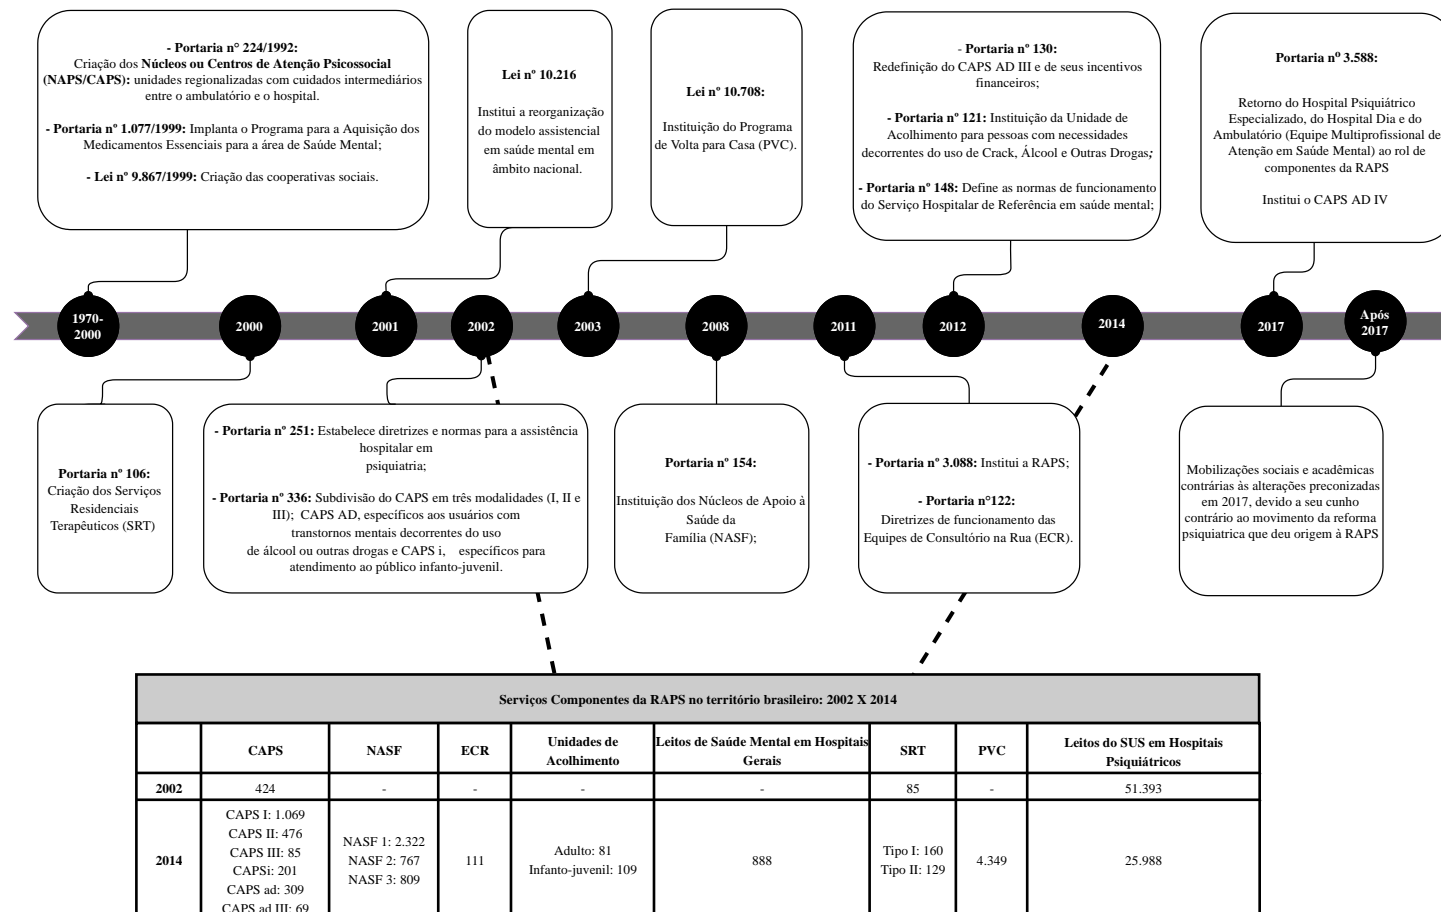 - Portaria n° 224/1992:
Criação dos Núcleos ou Centros de Atenção Psicossocial
(NAPS/CAPS): unidades regionalizadas com cuidados intermediários
entre o ambulatório e o hospital.
- Portaria nº 1.077/1999: Implanta o Programa para a Aquisição dos
Medicamentos Essenciais para a área de Saúde Mental;
- Lei nº 9.867/1999: Criação das cooperativas sociais.
Lei nº 10.216
Institui a reorganização
do modelo assistencial
em saúde mental em
âmbito nacional.
Lei nº 10.708:
Instituição do Programa
de Volta para Casa (PVC).
- Portaria nº 130:
Redefinição do CAPS AD III e de seus incentivos
financeiros;
- Portaria nº 121: Instituição da Unidade de
Acolhimento para pessoas com necessidades
decorrentes do uso de Crack, Álcool e Outras Drogas;
- Portaria nº 148: Define as normas de funcionamento
do Serviço Hospitalar de Referência em saúde mental;
Portaria nº 3.588:
Retorno do Hospital Psiquiátrico
Especializado, do Hospital Dia e do
Ambulatório (Equipe Multiprofissional de
Atenção em Saúde Mental) ao rol de
componentes da RAPS
Institui o CAPS AD IV
1970-
2000
2000
2001
2002
2003
2008
2011
2012
2014
2017
Após
2017
Portaria nº 106:
Criação dos Serviços
Residenciais
Terapêuticos (SRT)
- Portaria nº 251: Estabelece diretrizes e normas para a assistência
hospitalar em
psiquiatria;
- Portaria nº 336: Subdivisão do CAPS em três modalidades (I, II e
III); CAPS AD, específicos aos usuários com
transtornos mentais decorrentes do uso
de álcool ou outras drogas e CAPS i, específicos para
atendimento ao público infanto-juvenil.
Portaria nº 154:
Instituição dos Núcleos de Apoio à
Saúde da
Família (NASF);
- Portaria nº 3.088: Institui a RAPS;
- Portaria n°122:
Diretrizes de funcionamento das
Equipes de Consultório na Rua (ECR).
Mobilizações sociais e acadêmicas
contrárias às alterações preconizadas
em 2017, devido a seu cunho
contrário ao movimento da reforma
psiquiatrica que deu origem à RAPS
Serviços Componentes da RAPS no território brasileiro: 2002 X 2014
CAPS NASF ECR Unidades de Acolhimento Leitos de Saúde Mental em Hospitais Gerais SRT PVC Leitos do SUS em Hospitais Psiquiátricos
2002 424 - - - - 85 - 51.393
2014
CAPS I: 1.069
CAPS II: 476
CAPS III: 85
CAPSi: 201
CAPS ad: 309
CAPS ad III: 69
NASF 1: 2.322
NASF 2: 767
NASF 3: 809
111
Adulto: 81
Infanto-juvenil: 109
888
Tipo I: 160
Tipo II: 129
4.349
25.988